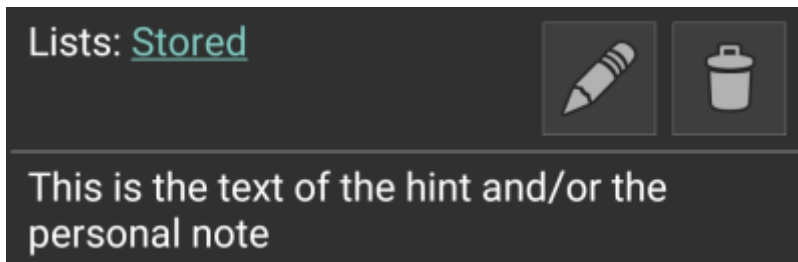 Lists: Stored
This is the text of the hint and/or the
personal note